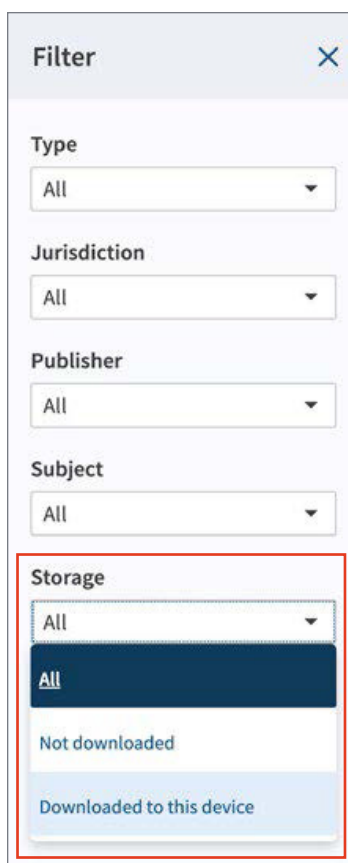 Filter
Type
All
Jurisdiction
All
Publisher
All
Subject
All
Storage
All
All
Not downloaded
Downloaded to this device